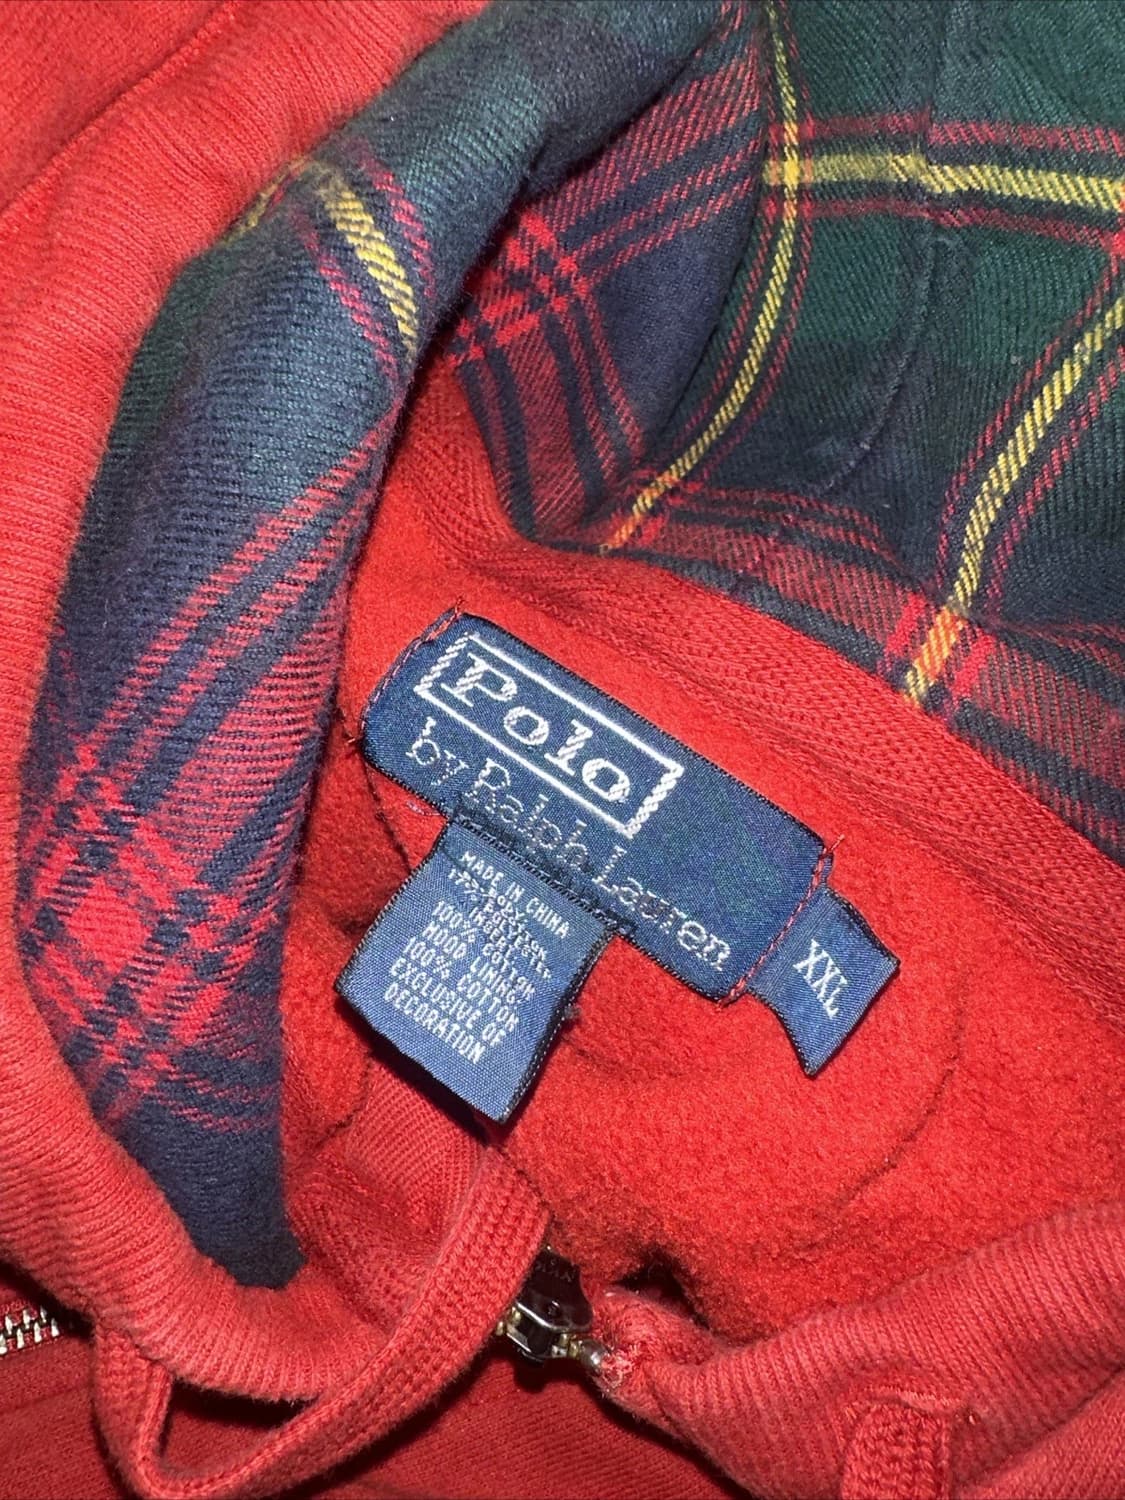 Polo
by Ralph Lauren
XXL
MADE IN CHINA
100% COTTON
HOOD LINING:
100% COTTON
EXCLUSIVE OF
DECORATION